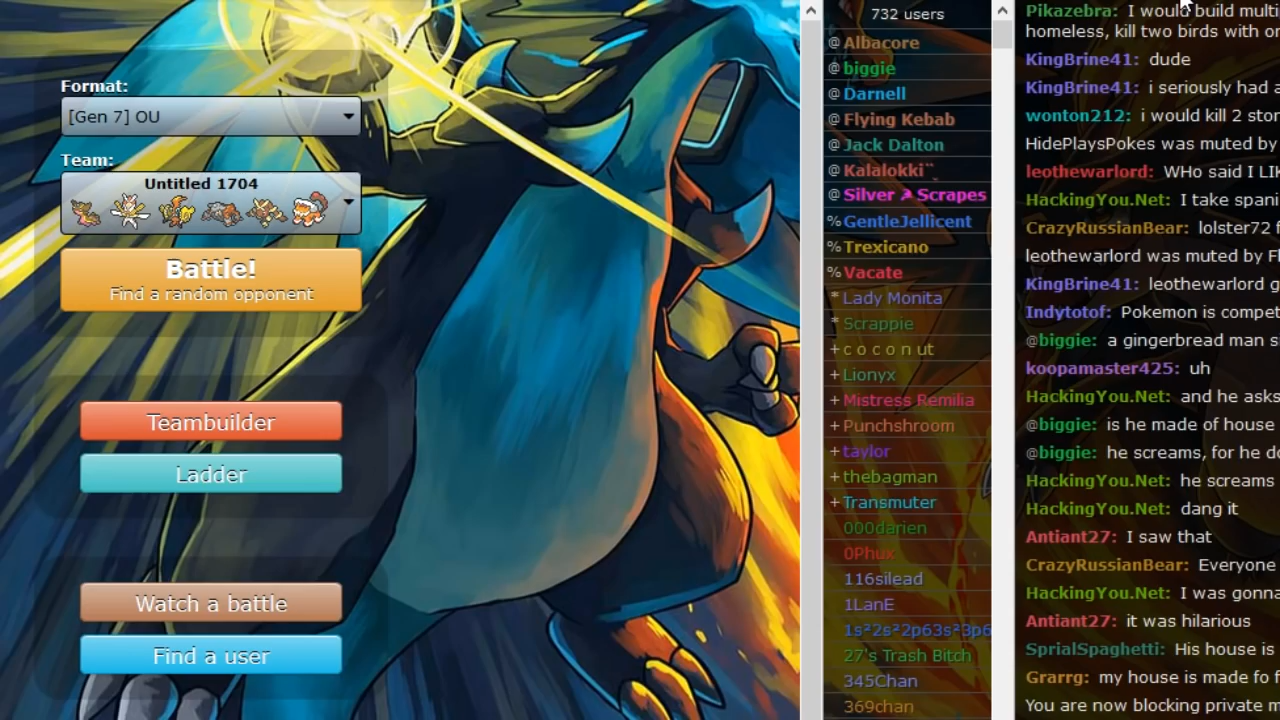 Format:
[Gen 7] OU
Team:
Untitled 1704
Battle!
Find a random opponent
Teambuilder
Ladder
Watch a battle
Find a user
732 users
@Albacore
@biggie
@Darnell
@Flying Kebab
@Jack Dalton
@Kalalokki
@Silver Scrapes
%GentleJellicent
%Trexicano
%Vacate
*Lady Monita
*Scrappie
+c o c o n ut
+Lionyx
+Mistress Remilia
+Punchshroom
+taylor
+thebagman
+Transmuter
000darien
0Phux
116silead
1LanE
1s²2s²2p63s²3p6
27's Trash Bitch
345Chan
369chan
Pikazebra: I would build multi
homeless, kill two birds with or
KingBrine41: dude
KingBrine41: i seriously had a
wonton212: i would kill 2 stor
HidePlaysPokes was muted by
leothewarlord: WHo said I LIK
HackingYou.Net: I take spani
CrazyRussianBear: lolster72 f
leothewarlord was muted by Fl
KingBrine41: leothewarlord g
Indytotof: Pokemon is compet
@biggie: a gingerbread man s
koopamaster425: uh
HackingYou.Net: and he asks
@biggie: is he made of house
@biggie: he screams, for he do
HackingYou.Net: he screams
HackingYou.Net: dang it
Antiant27: I saw that
CrazyRussianBear: Everyone
HackingYou.Net: I was gonna
Antiant27: it was hilarious
SprialSpaghetti: His house is
Grarrg: my house is made fo f
You are now blocking private m